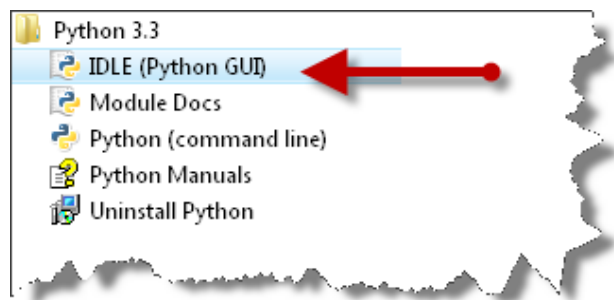 Python 3.3
IDLE (Python GUI)
Module Docs
Python (command line)
Python Manuals
Uninstall Python